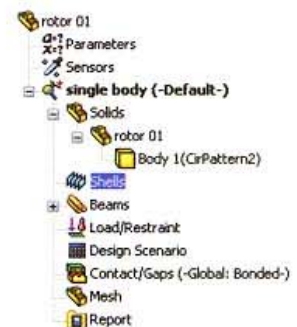 rotor 01
Parameters
Sensors
single body (-Default-)
Solids
rotor 01
Body 1(CirPattern2)
Shells
Beams
Load/Restraint
Design Scenario
Contact/Gaps (-Global: Bonded-)
Mesh
Report